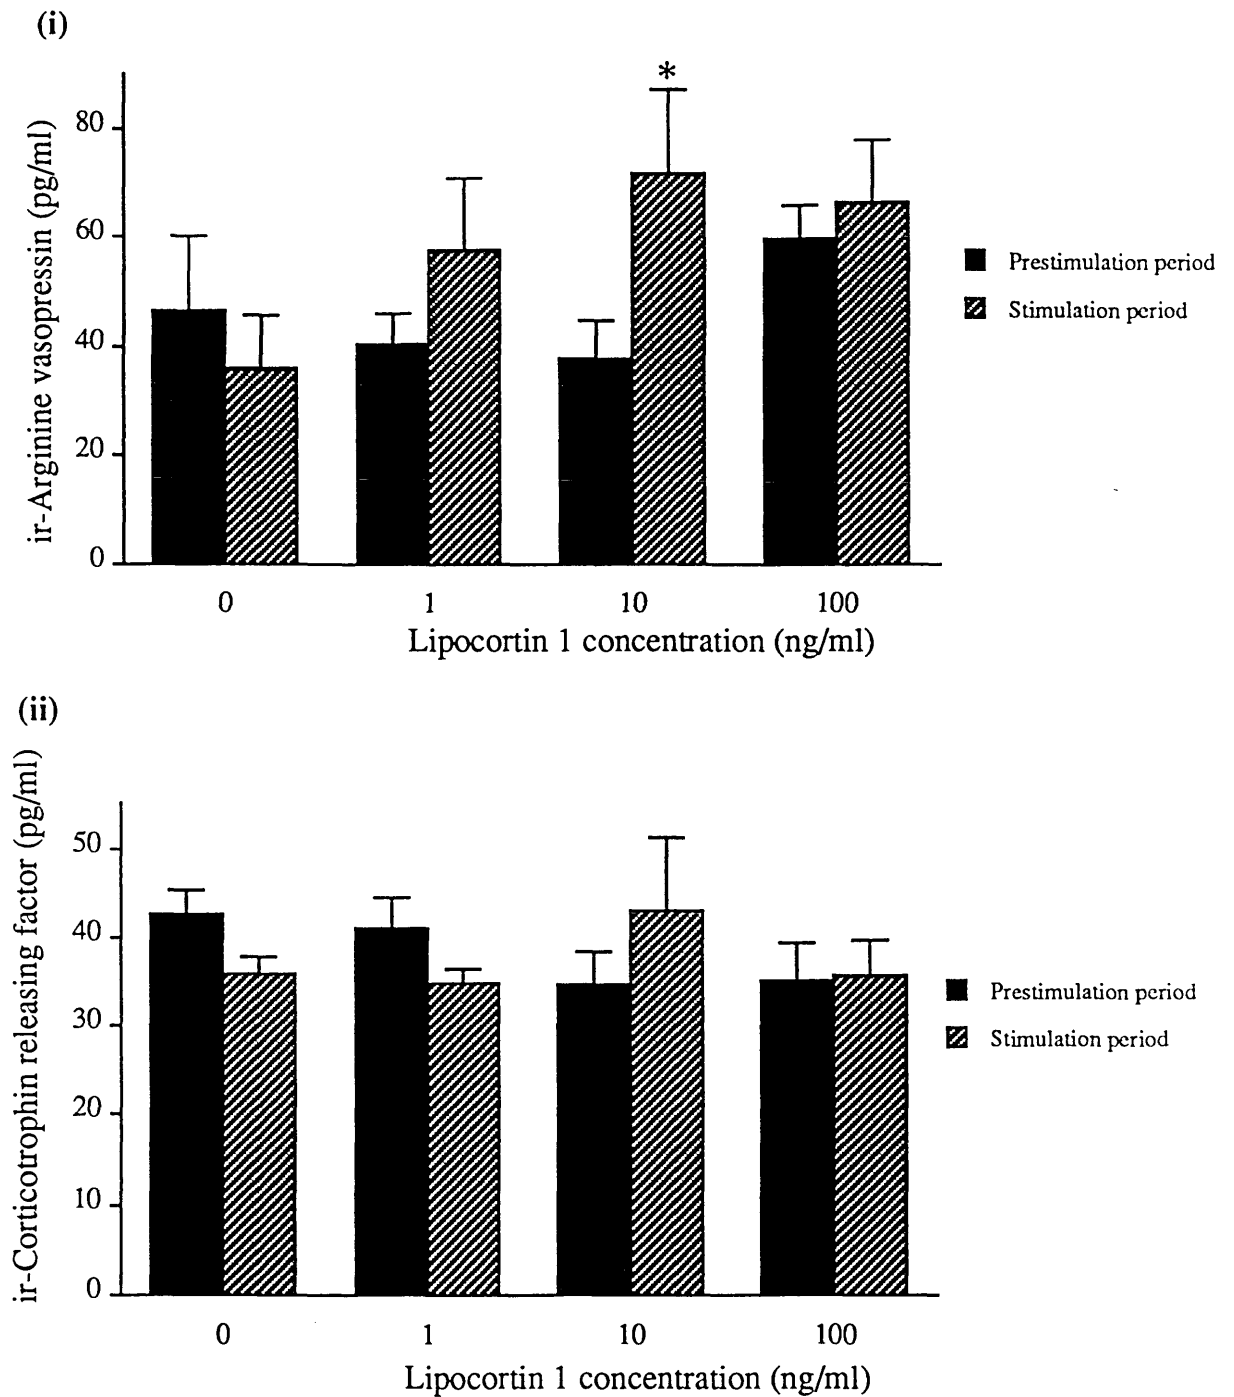 (i)
*
ir-Arginine vasopressin (pg/ml)
80
60
40
20
0
Prestimulation period
Stimulation period
0 1 10 100
Lipocortin 1 concentration (ng/ml)
(ii)
ir-Corticotrophin releasing factor (pg/ml)
50
40
30
20
10
0
Prestimulation period
Stimulation period
0 1 10 100
Lipocortin 1 concentration (ng/ml)